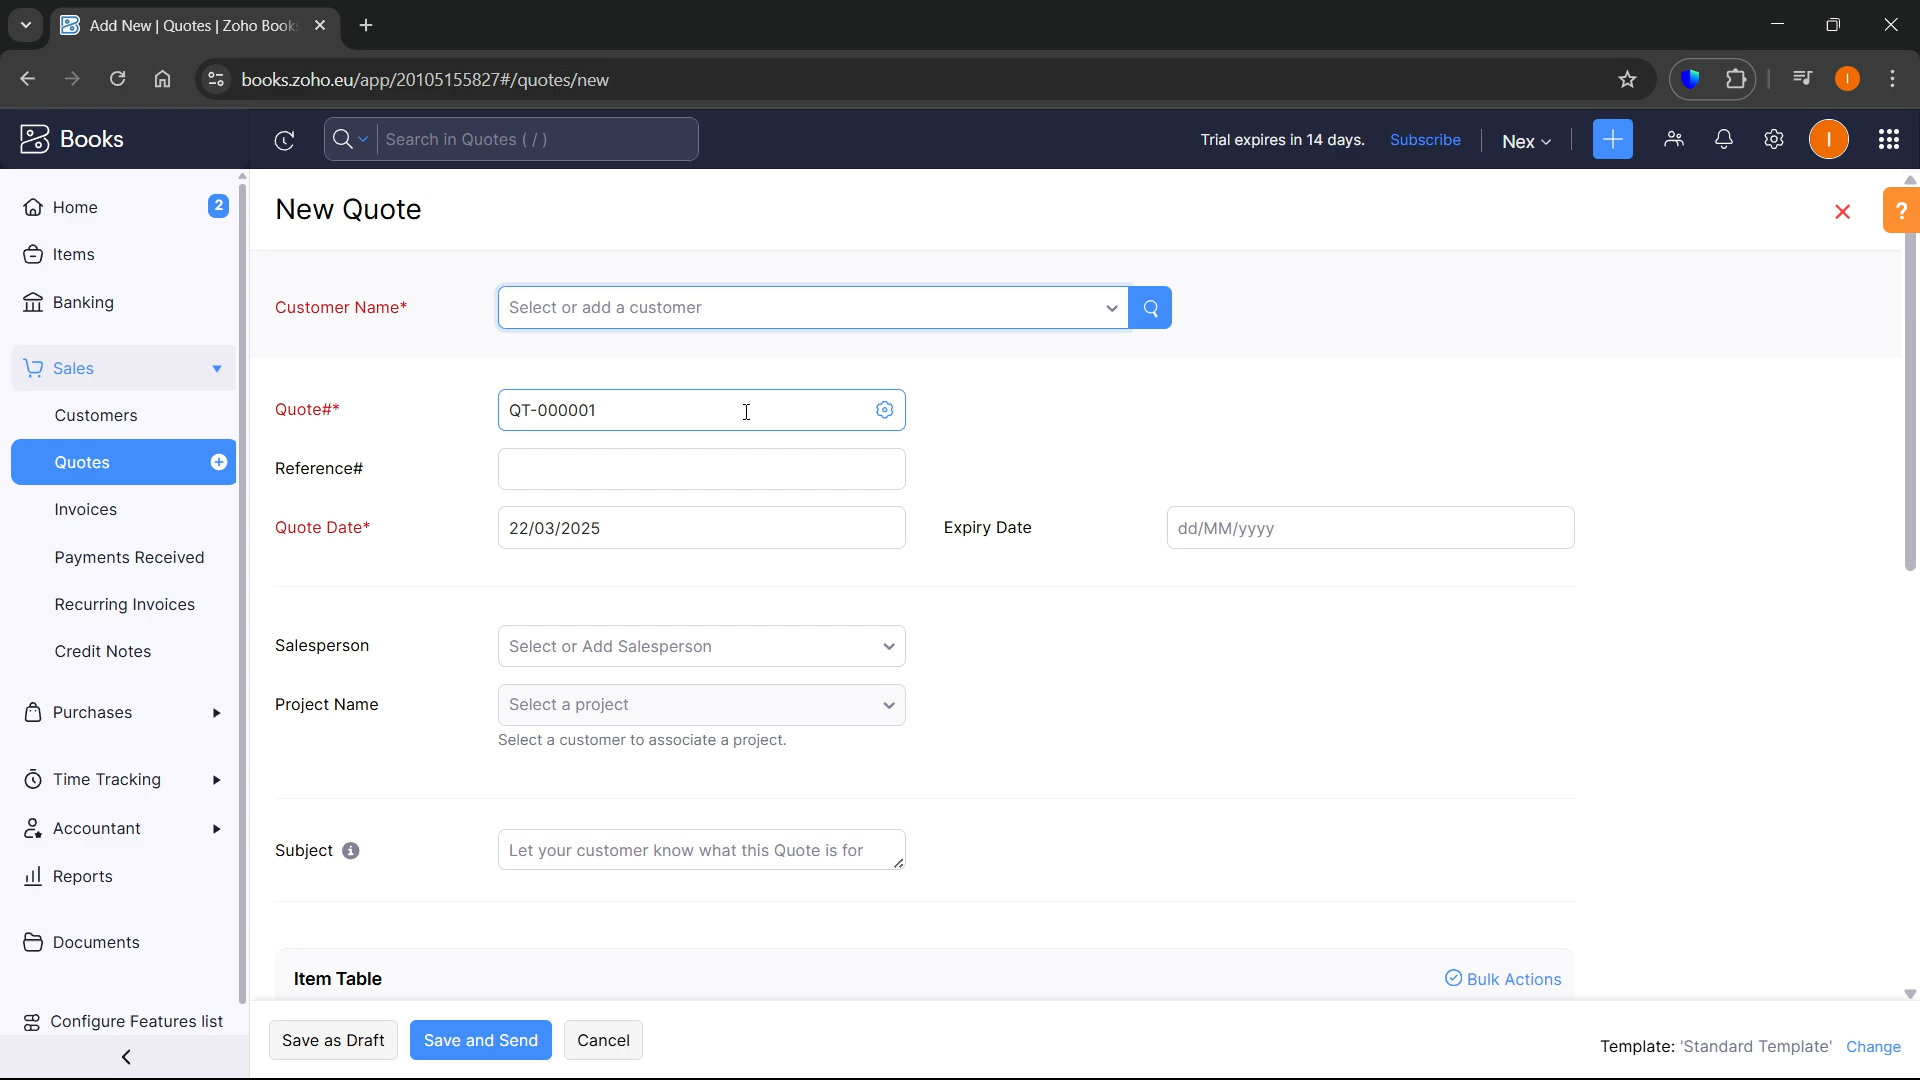 Add New | Quotes | Zoho Books
books.zoho.eu/app/20105155827#/quotes/new
Books
Search in Quotes ( / )
Trial expires in 14 days.
Subscribe
Nex
I
Home
2
Items
Banking
Sales
Customers
Quotes
Invoices
Payments Received
Recurring Invoices
Credit Notes
Purchases
Time Tracking
Accountant
Reports
Documents
Configure Features list
New Quote
?
Customer Name*
Select or add a customer
Quote#*
QT-000001
Reference#
Quote Date*
22/03/2025
Expiry Date
dd/MM/yyyy
Salesperson
Select or Add Salesperson
Project Name
Select a project
Select a customer to associate a project.
Subject
Let your customer know what this Quote is for
Item Table
Bulk Actions
Save as Draft
Save and Send
Cancel
Template: 'Standard Template' Change